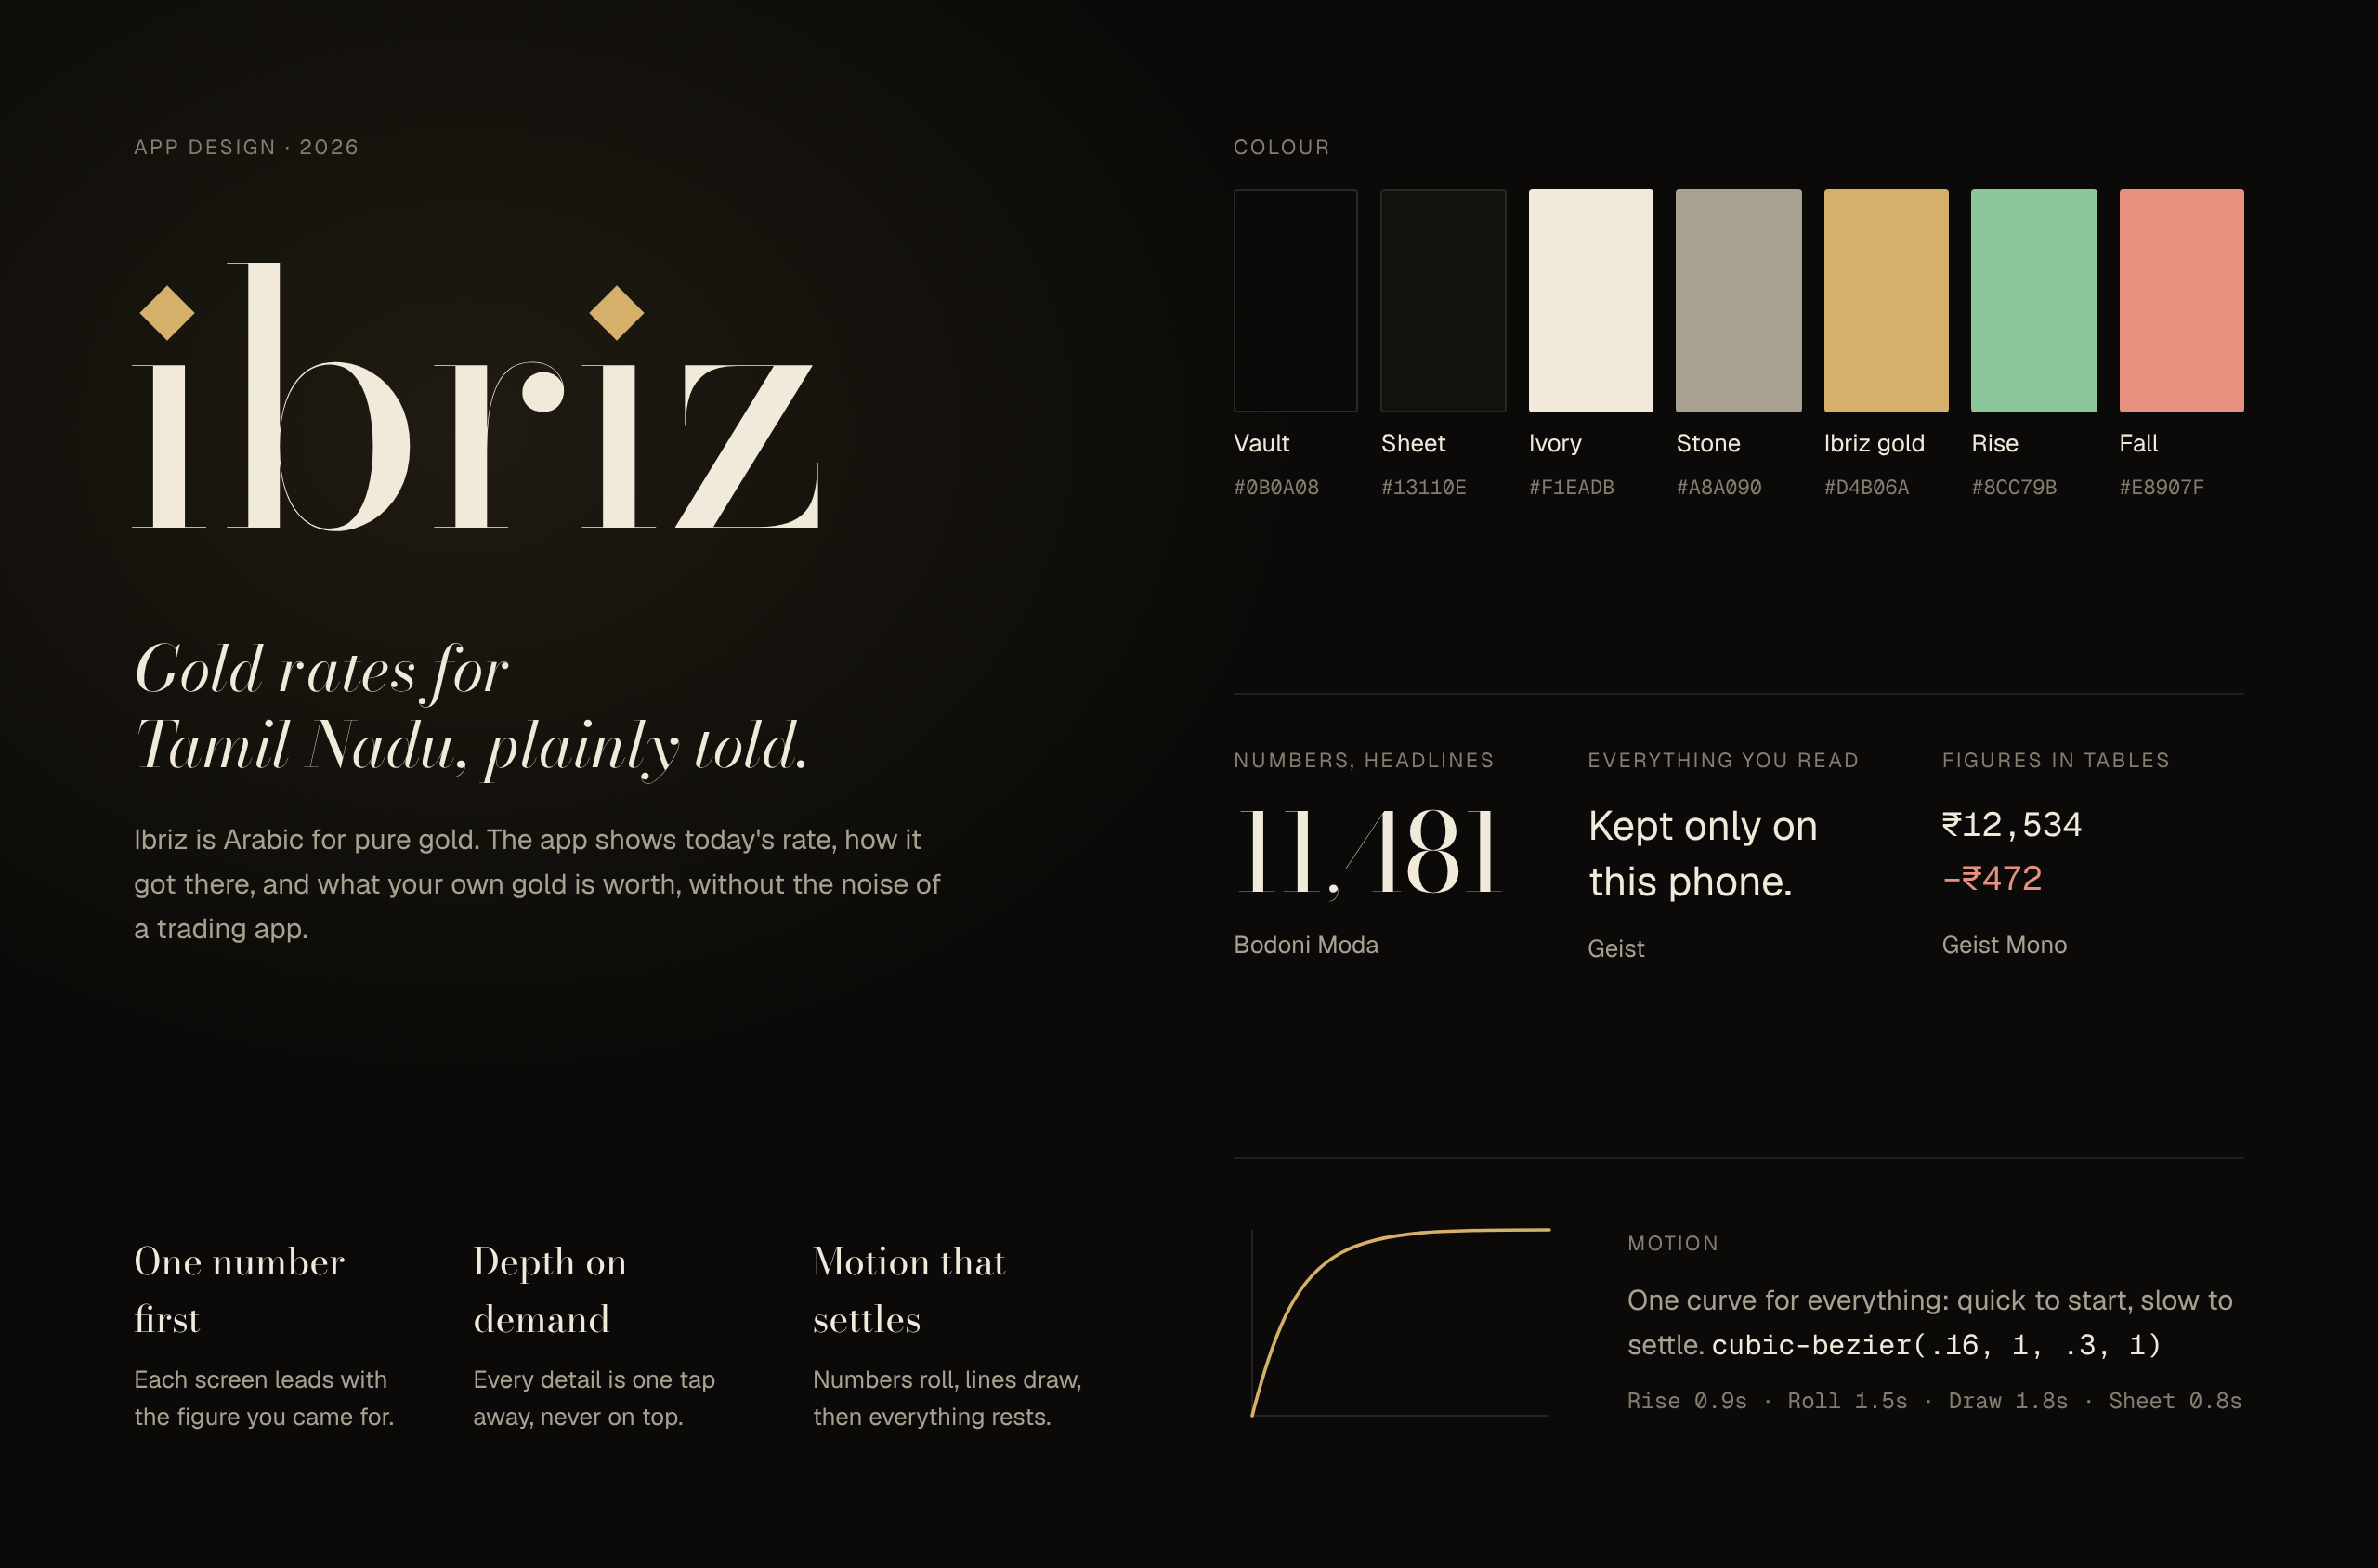 APP DESIGN · 2026
ibriz
Gold rates for
Tamil Nadu, plainly told.
Ibriz is Arabic for pure gold. The app shows today's rate, how it
got there, and what your own gold is worth, without the noise of
a trading app.
One number
first
Each screen leads with
the figure you came for.
Depth on
demand
Every detail is one tap
away, never on top.
Motion that
settles
Numbers roll, lines draw,
then everything rests.
COLOUR
Vault
#0B0A08
Sheet
#13110E
Ivory
#F1EADB
Stone
#A8A090
Ibriz gold
#D4B06A
Rise
#8CC79B
Fall
#E8907F
NUMBERS, HEADLINES
11,481
Bodoni Moda
EVERYTHING YOU READ
Kept only on
this phone.
Geist
FIGURES IN TABLES
₹12,534
−₹472
Geist Mono
MOTION
One curve for everything: quick to start, slow to
settle. cubic-bezier(.16, 1, .3, 1)
Rise 0.9s · Roll 1.5s · Draw 1.8s · Sheet 0.8s